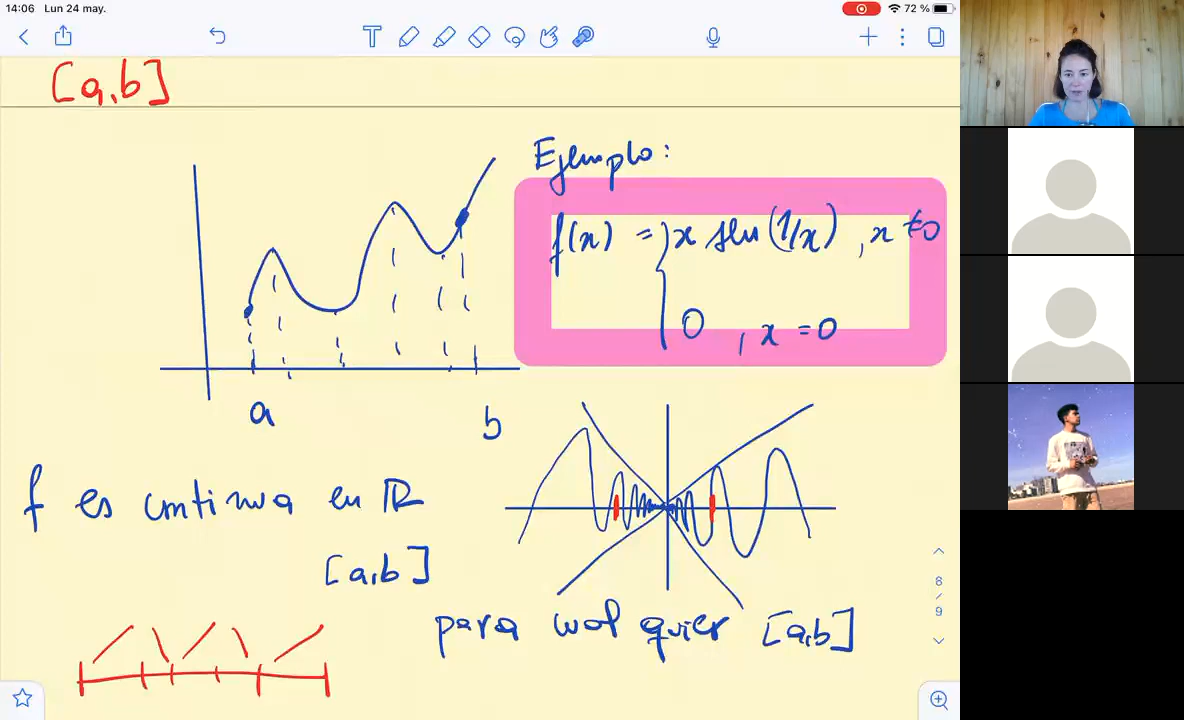 14:06 Lun 24 may.
72 %
[a,b]
Ejemplo:
f(x) = { x sen(1/x) , x ≠ 0
0 , x = 0
a
b
f es continua en ℝ
[a,b]
para cualquier [a,b]
8
/
9